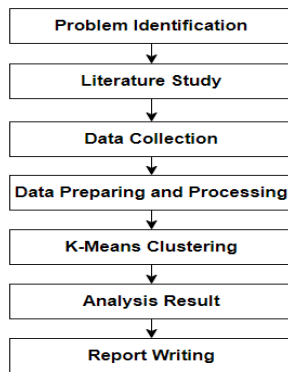 Problem Identification
Literature Study
Data Collection
Data Preparing and Processing
K-Means Clustering
Analysis Result
Report Writing